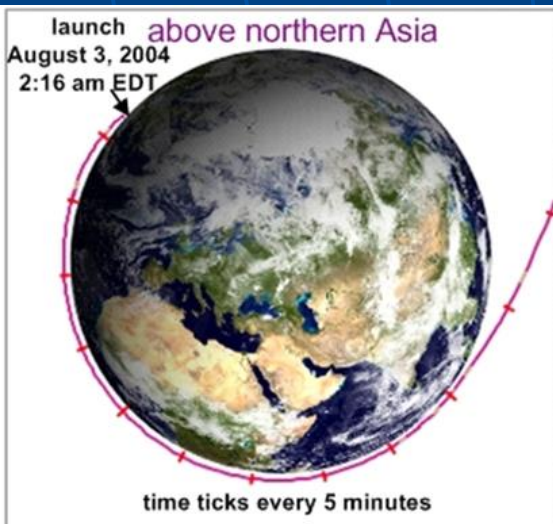 launch
above northern Asia
August 3, 2004
2:16 am EDT
time ticks every 5 minutes